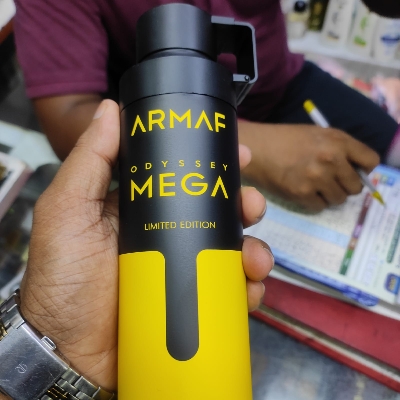 ARMAF
ODYSSEY
MEGA
LIMITED EDITION